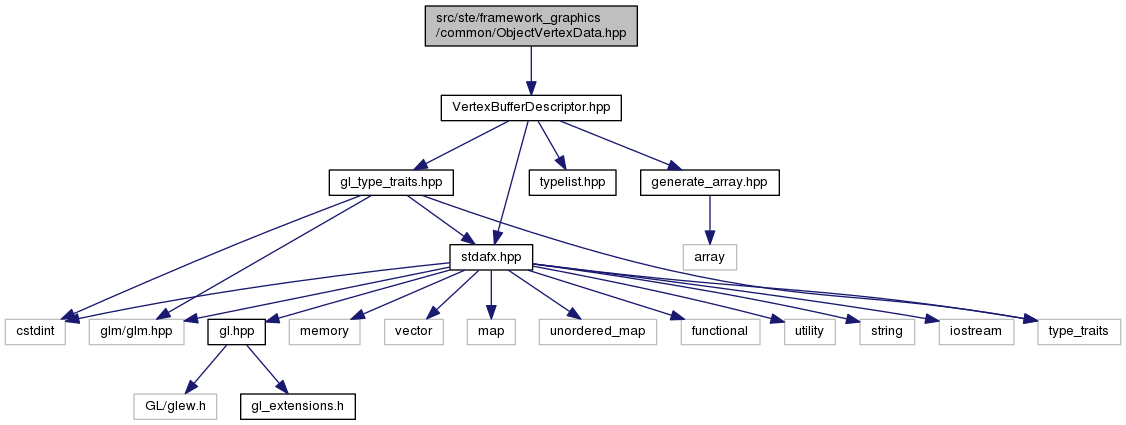 src/ste/framework_graphics
/common/ObjectVertexData.hpp
VertexBufferDescriptor.hpp
gl_type_traits.hpp
typelist.hpp
generate_array.hpp
stdafx.hpp
array
cstdint
glm/glm.hpp
gl.hpp
memory
vector
map
unordered_map
functional
utility
string
iostream
type_traits
GL/glew.h
gl_extensions.h